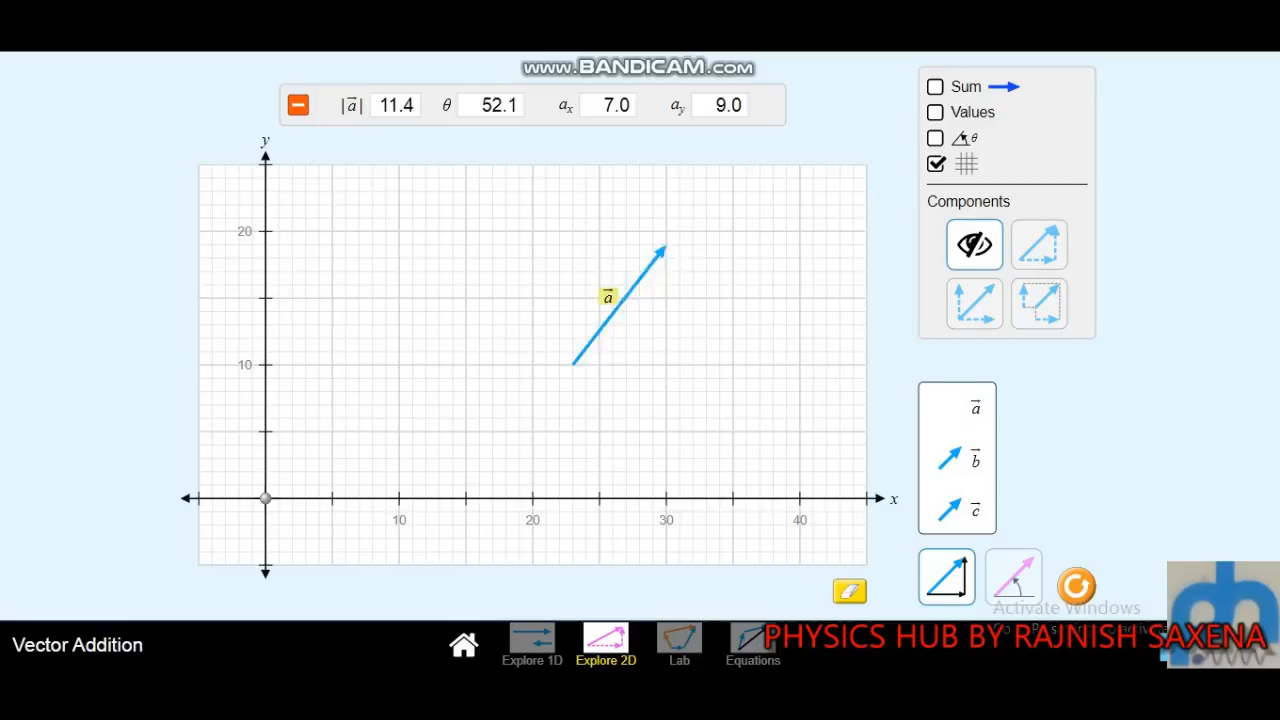 www.BANDICAM.com
|a⃗| 11.4 θ 52.1 aₓ 7.0 a_y 9.0
Sum
Values
θ
Components
y
20
10
a⃗
x
10 20 30 40
a⃗
b⃗
c⃗
Activate Windows
PHYSICS HUB BY RAJNISH SAXENA
Vector Addition
Explore 1D Explore 2D Lab Equations